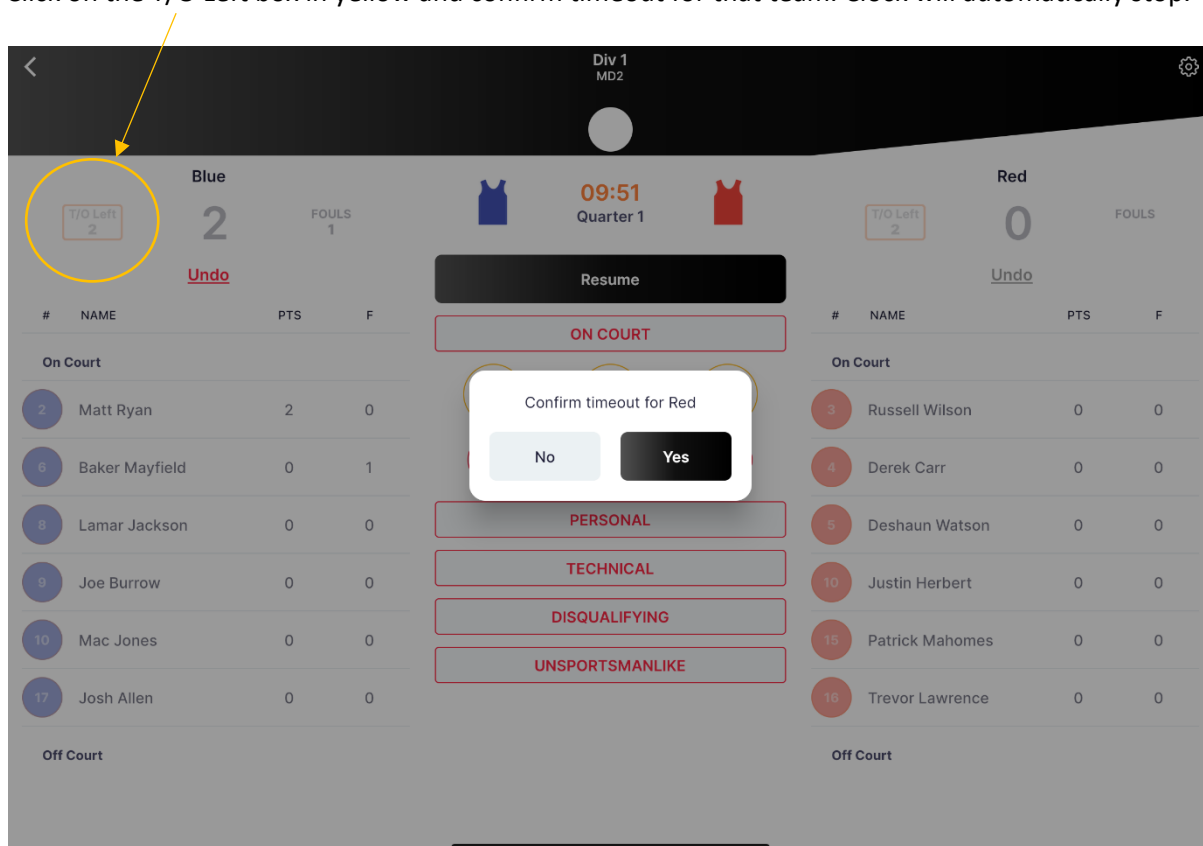 Click on the T/O Left box in yellow and confirm timeout for that team. Clock will automatically stop.
Div 1
MD2
Blue
T/O Left
2
2
FOULS
1
Undo
09:51
Quarter 1
Red
T/O Left
2
0
FOULS
Undo
Resume
ON COURT
Confirm timeout for Red
No Yes
PERSONAL
TECHNICAL
DISQUALIFYING
UNSPORTSMANLIKE
# NAME PTS F
On Court
2 Matt Ryan 2 0
6 Baker Mayfield 0 1
8 Lamar Jackson 0 0
9 Joe Burrow 0 0
10 Mac Jones 0 0
17 Josh Allen 0 0
Off Court
# NAME PTS F
On Court
3 Russell Wilson 0 0
4 Derek Carr 0 0
5 Deshaun Watson 0 0
10 Justin Herbert 0 0
15 Patrick Mahomes 0 0
16 Trevor Lawrence 0 0
Off Court